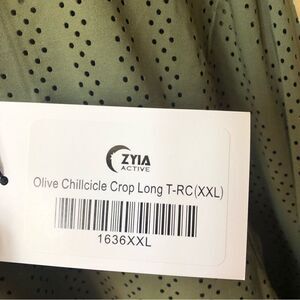 ZYIA
ACTIVE
Olive Chillcicle Crop Long T-RC(XXL)
1636XXL